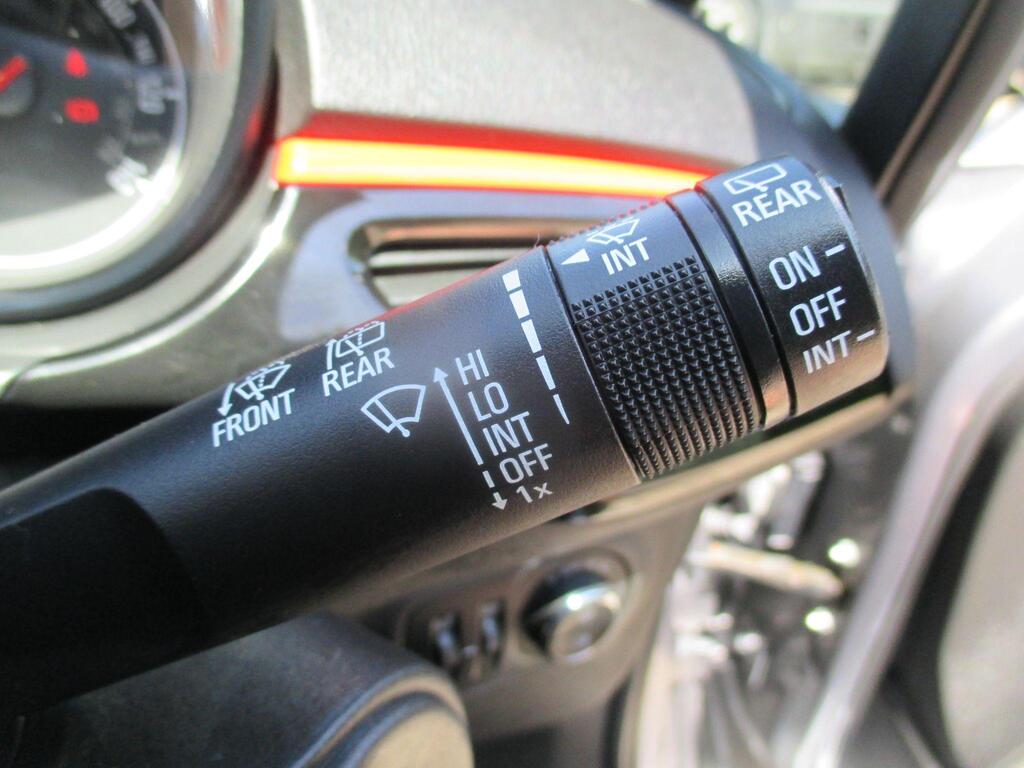 FRONT
REAR
HI
LO
INT
OFF
1x
INT
REAR
ON
OFF
INT